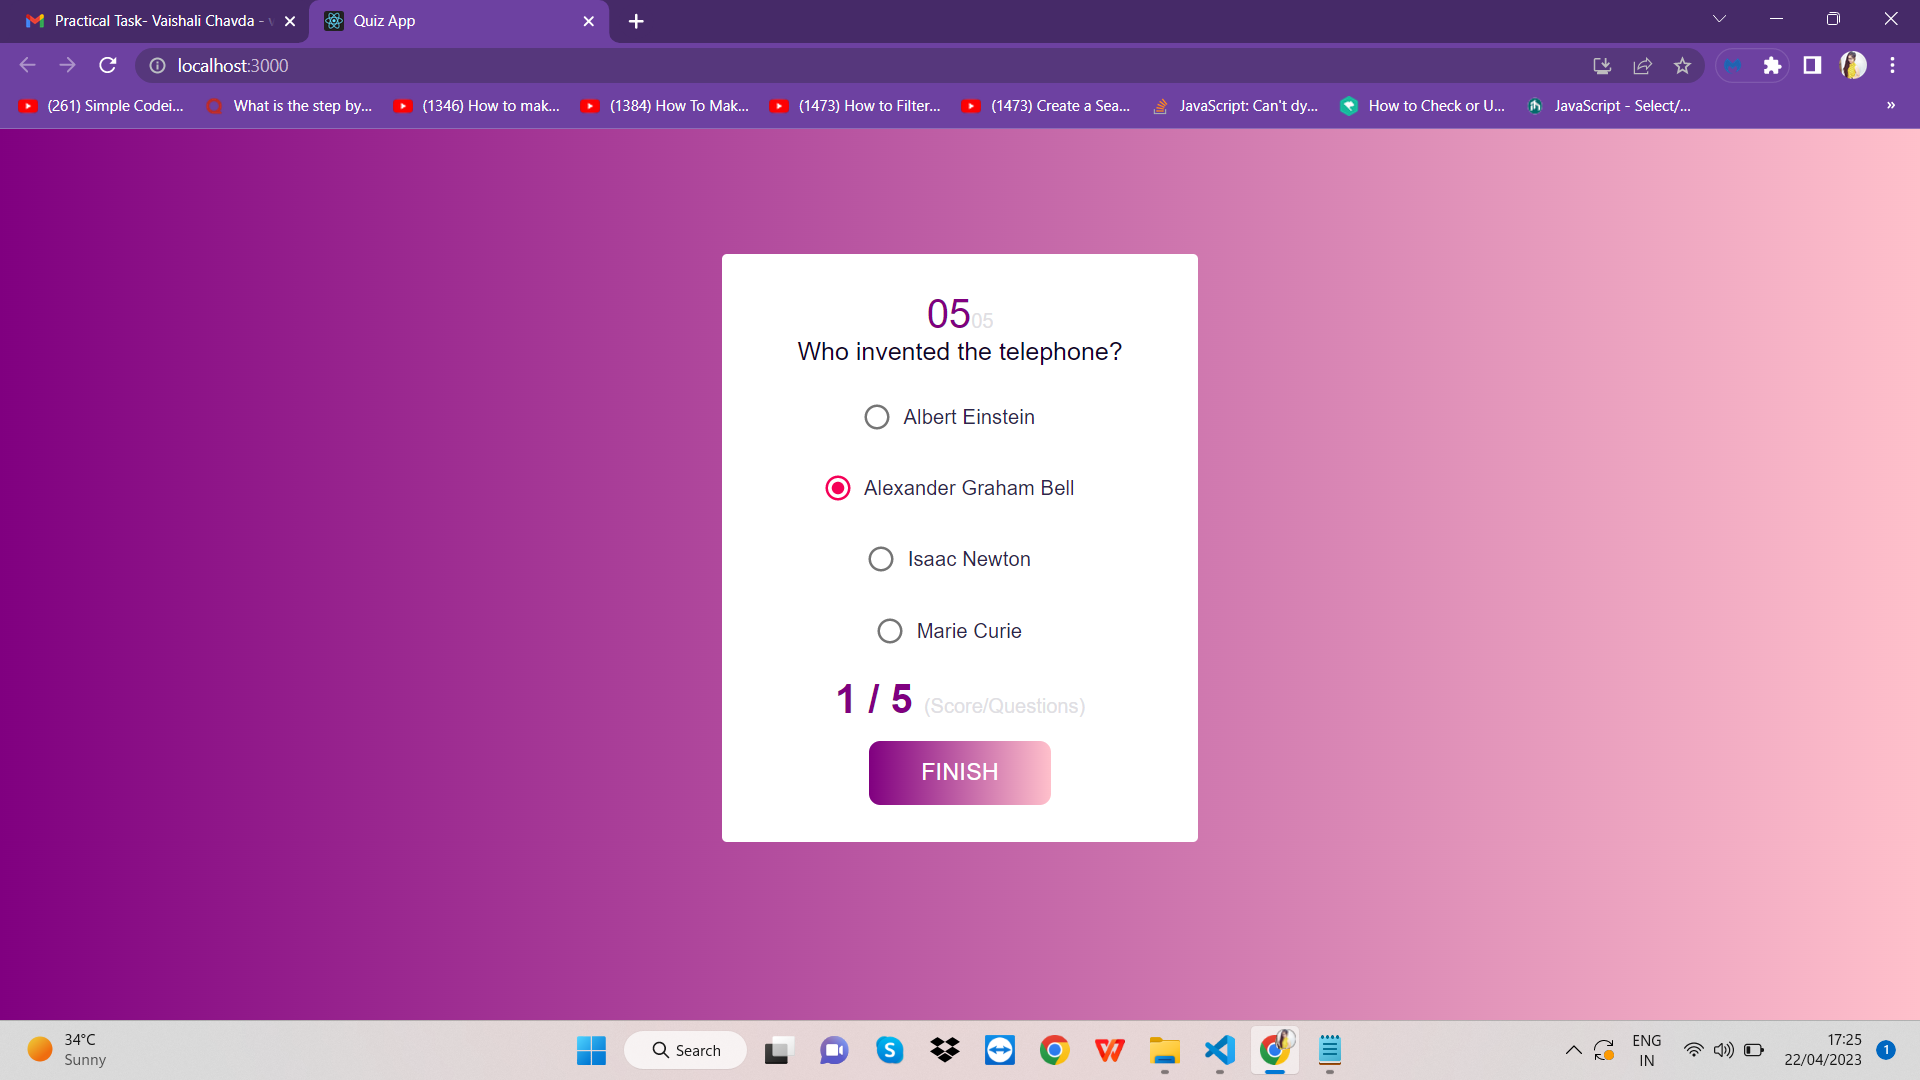 Practical Task- Vaishali Chavda -
Quiz App
localhost:3000
(261) Simple Codei...
What is the step by...
(1346) How to mak...
(1384) How To Mak...
(1473) How to Filter...
(1473) Create a Sea...
JavaScript: Can't dy...
How to Check or U...
JavaScript - Select/...
»
0505
Who invented the telephone?
Albert Einstein
Alexander Graham Bell
Isaac Newton
Marie Curie
1 / 5 (Score/Questions)
FINISH
34°C
Sunny
Search
ENG
IN
17:25
22/04/2023
1